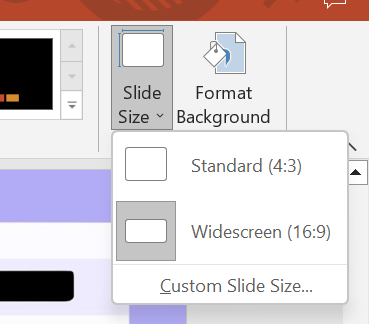 Slide
Size
Format
Background
Standard (4:3)
Widescreen (16:9)
Custom Slide Size...